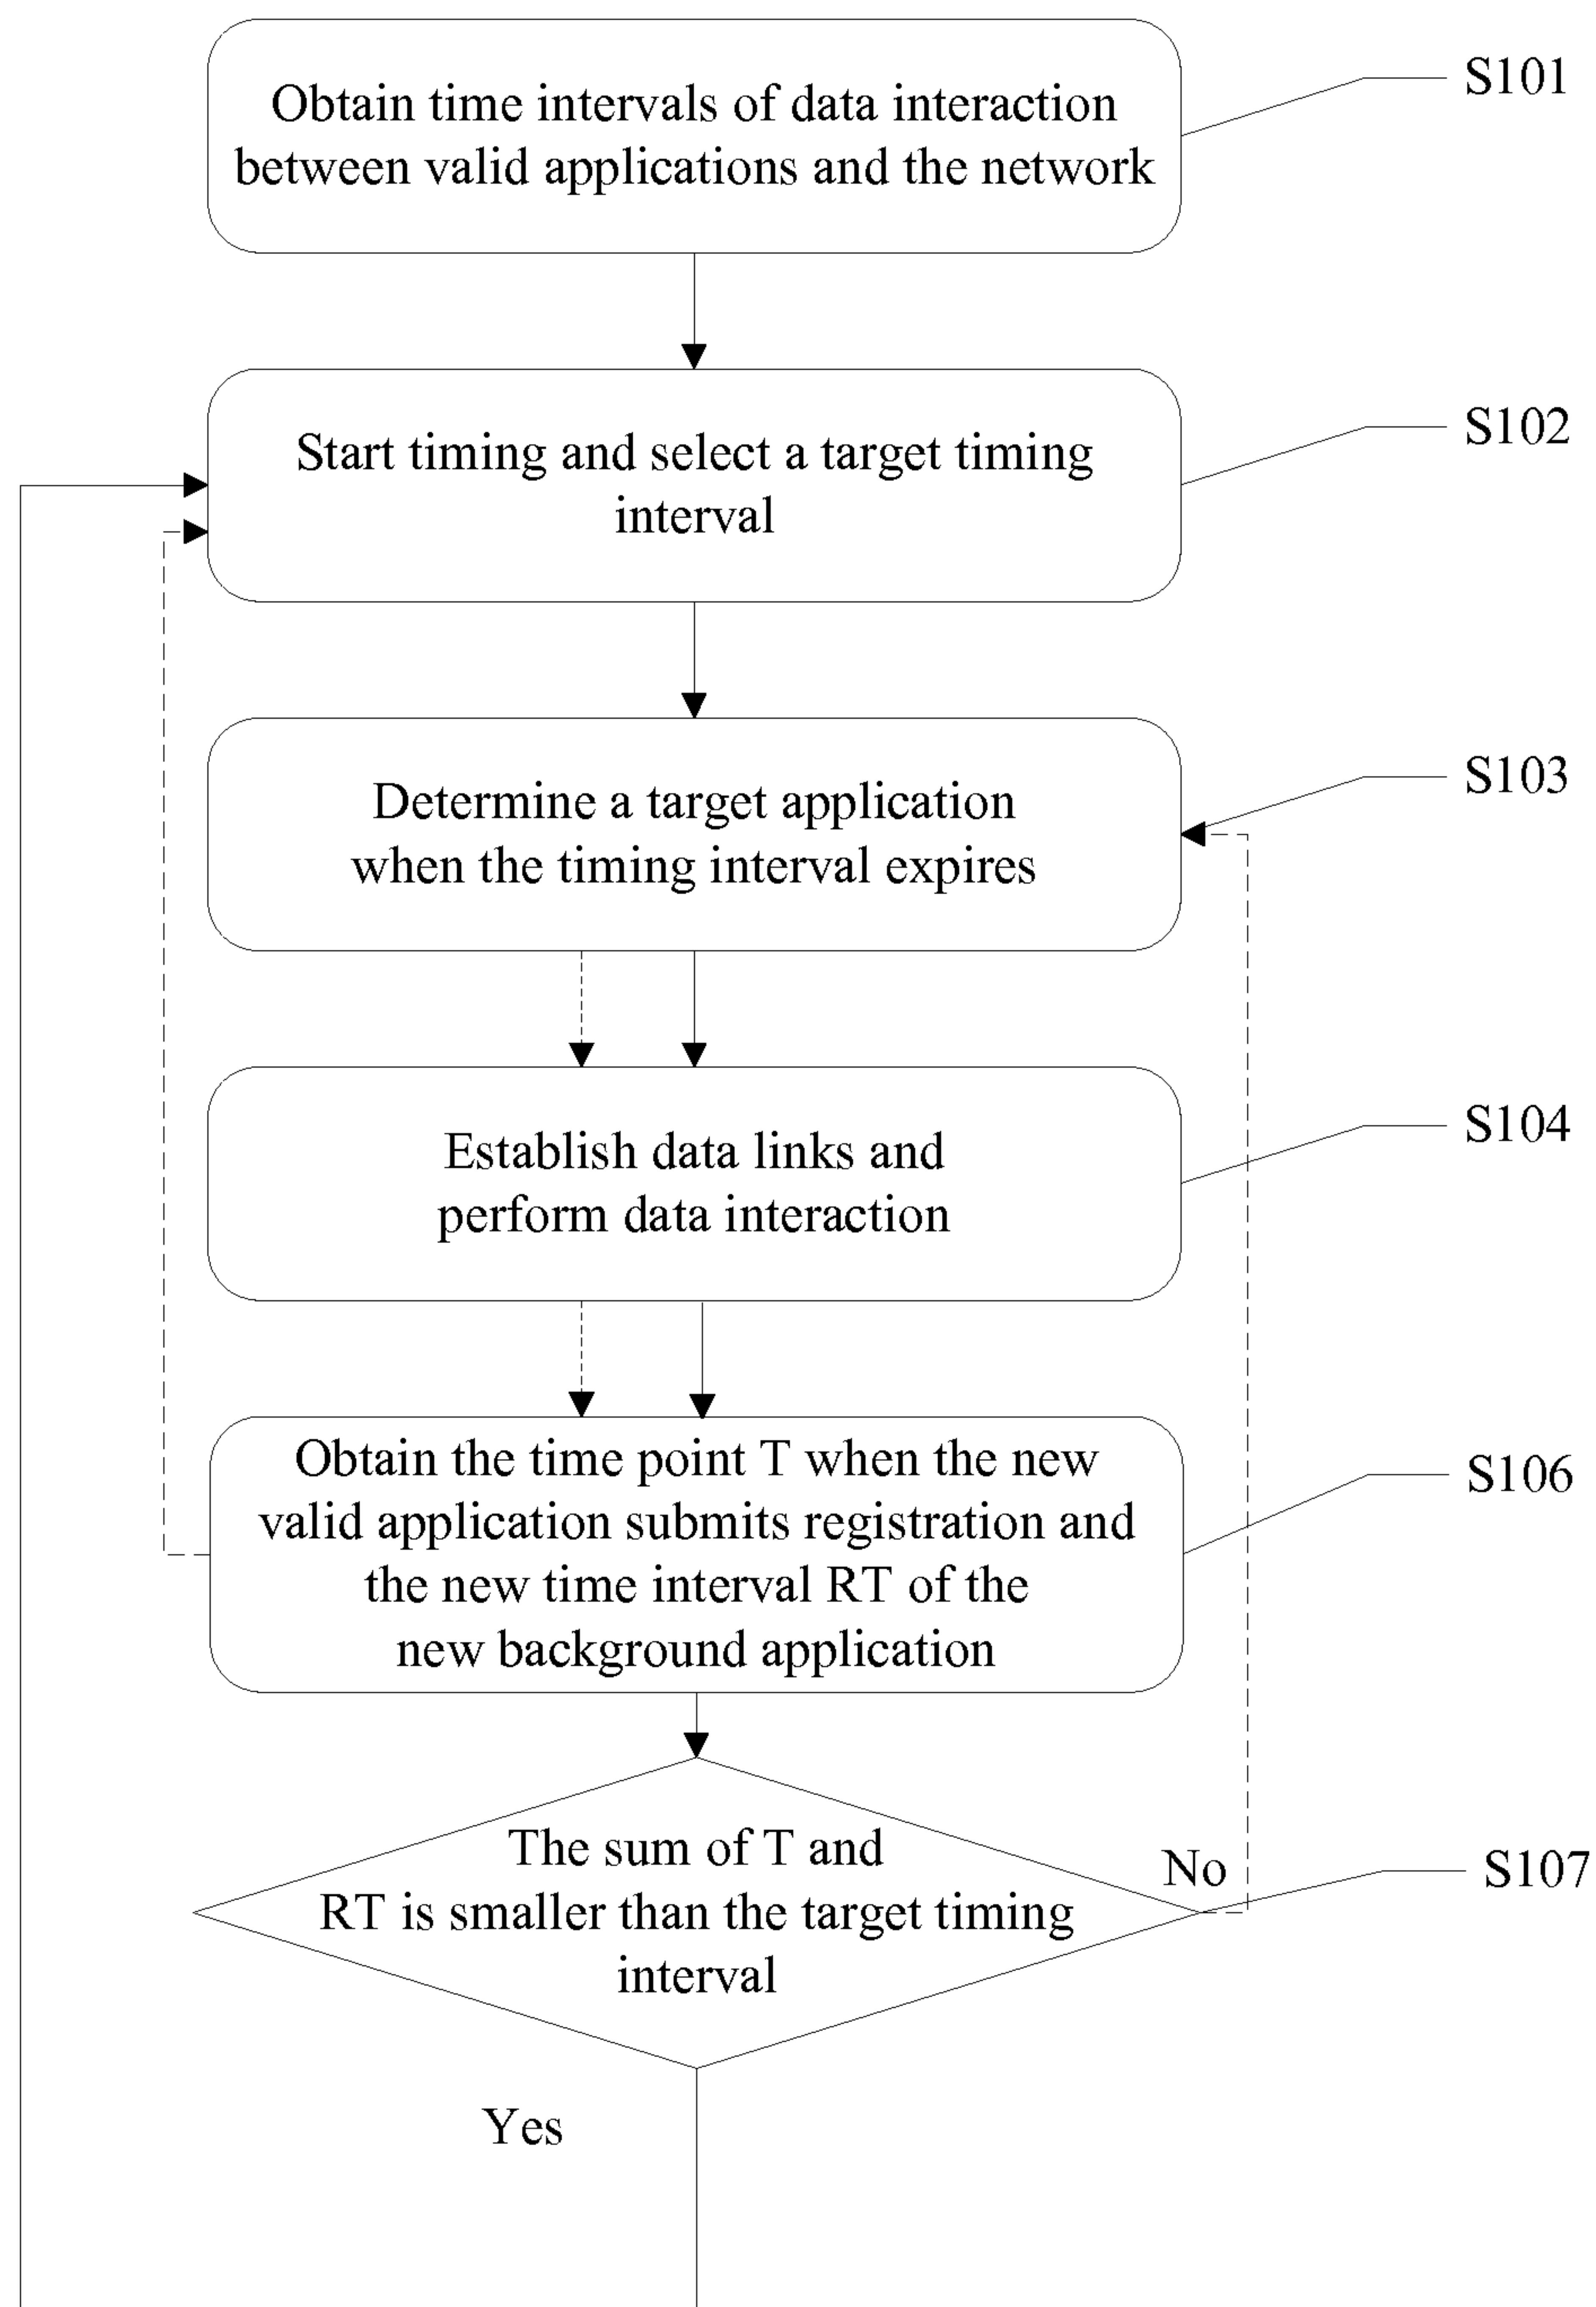 Obtain time intervals of data interaction
between valid applications and the network
S101
Start timing and select a target timing
interval
S102
Determine a target application
when the timing interval expires
S103
Establish data links and
perform data interaction
S104
Obtain the time point T when the new
valid application submits registration and
the new time interval RT of the
new background application
S106
The sum of T and
RT is smaller than the target timing
interval
No
S107
Yes